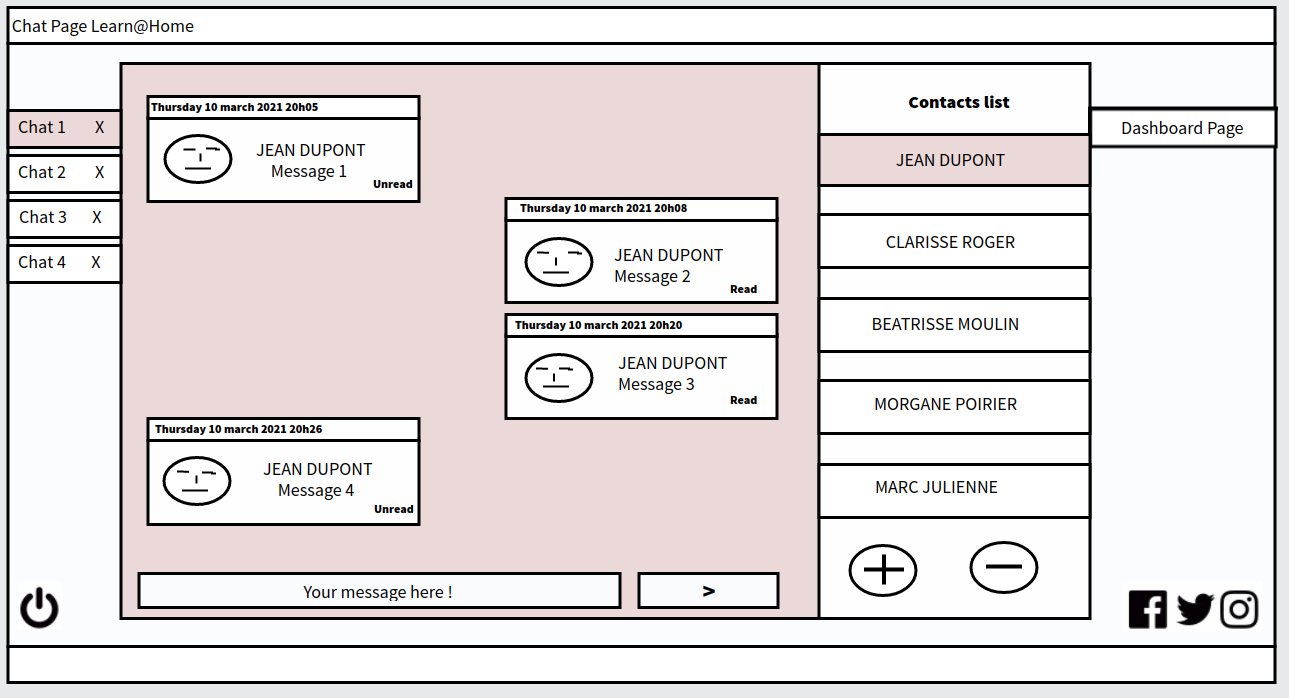 Chat Page Learn@Home
Chat 1 X
Chat 2 X
Chat 3 X
Chat 4 X
Thursday 10 march 2021 20h05
JEAN DUPONT
Message 1
Unread
Thursday 10 march 2021 20h08
JEAN DUPONT
Message 2
Read
Thursday 10 march 2021 20h20
JEAN DUPONT
Message 3
Read
Thursday 10 march 2021 20h26
JEAN DUPONT
Message 4
Unread
Your message here !
>
Contacts list
JEAN DUPONT
CLARISSE ROGER
BEATRISSE MOULIN
MORGANE POIRIER
MARC JULIENNE
Dashboard Page